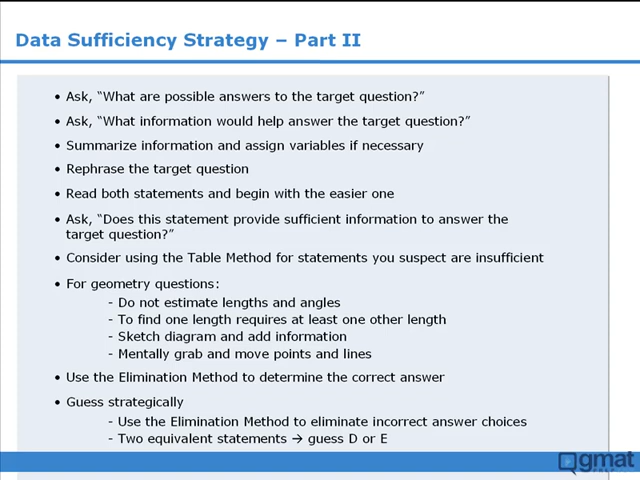 Data Sufficiency Strategy – Part II
• Ask, “What are possible answers to the target question?”
• Ask, “What information would help answer the target question?”
• Summarize information and assign variables if necessary
• Rephrase the target question
• Read both statements and begin with the easier one
• Ask, “Does this statement provide sufficient information to answer the
target question?”
• Consider using the Table Method for statements you suspect are insufficient
• For geometry questions:
- Do not estimate lengths and angles
- To find one length requires at least one other length
- Sketch diagram and add information
- Mentally grab and move points and lines
• Use the Elimination Method to determine the correct answer
• Guess strategically
- Use the Elimination Method to eliminate incorrect answer choices
- Two equivalent statements → guess D or E
gmat